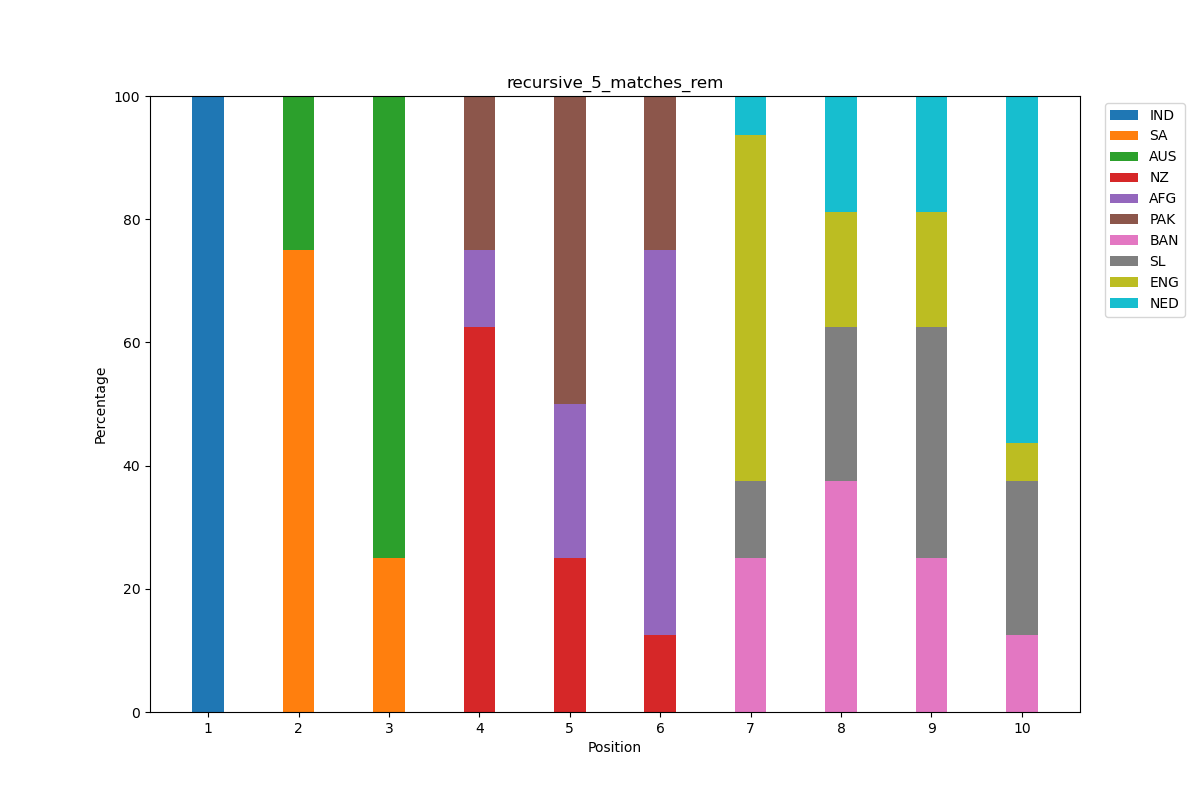 recursive_5_matches_rem
100
80
60
40
20
0
Percentage
1 2 3 4 5 6 7 8 9 10
Position
IND
SA
AUS
NZ
AFG
PAK
BAN
SL
ENG
NED